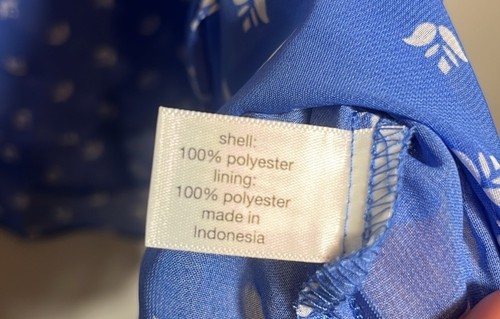 shell:
100% polyester
lining:
100% polyester
made in
Indonesia